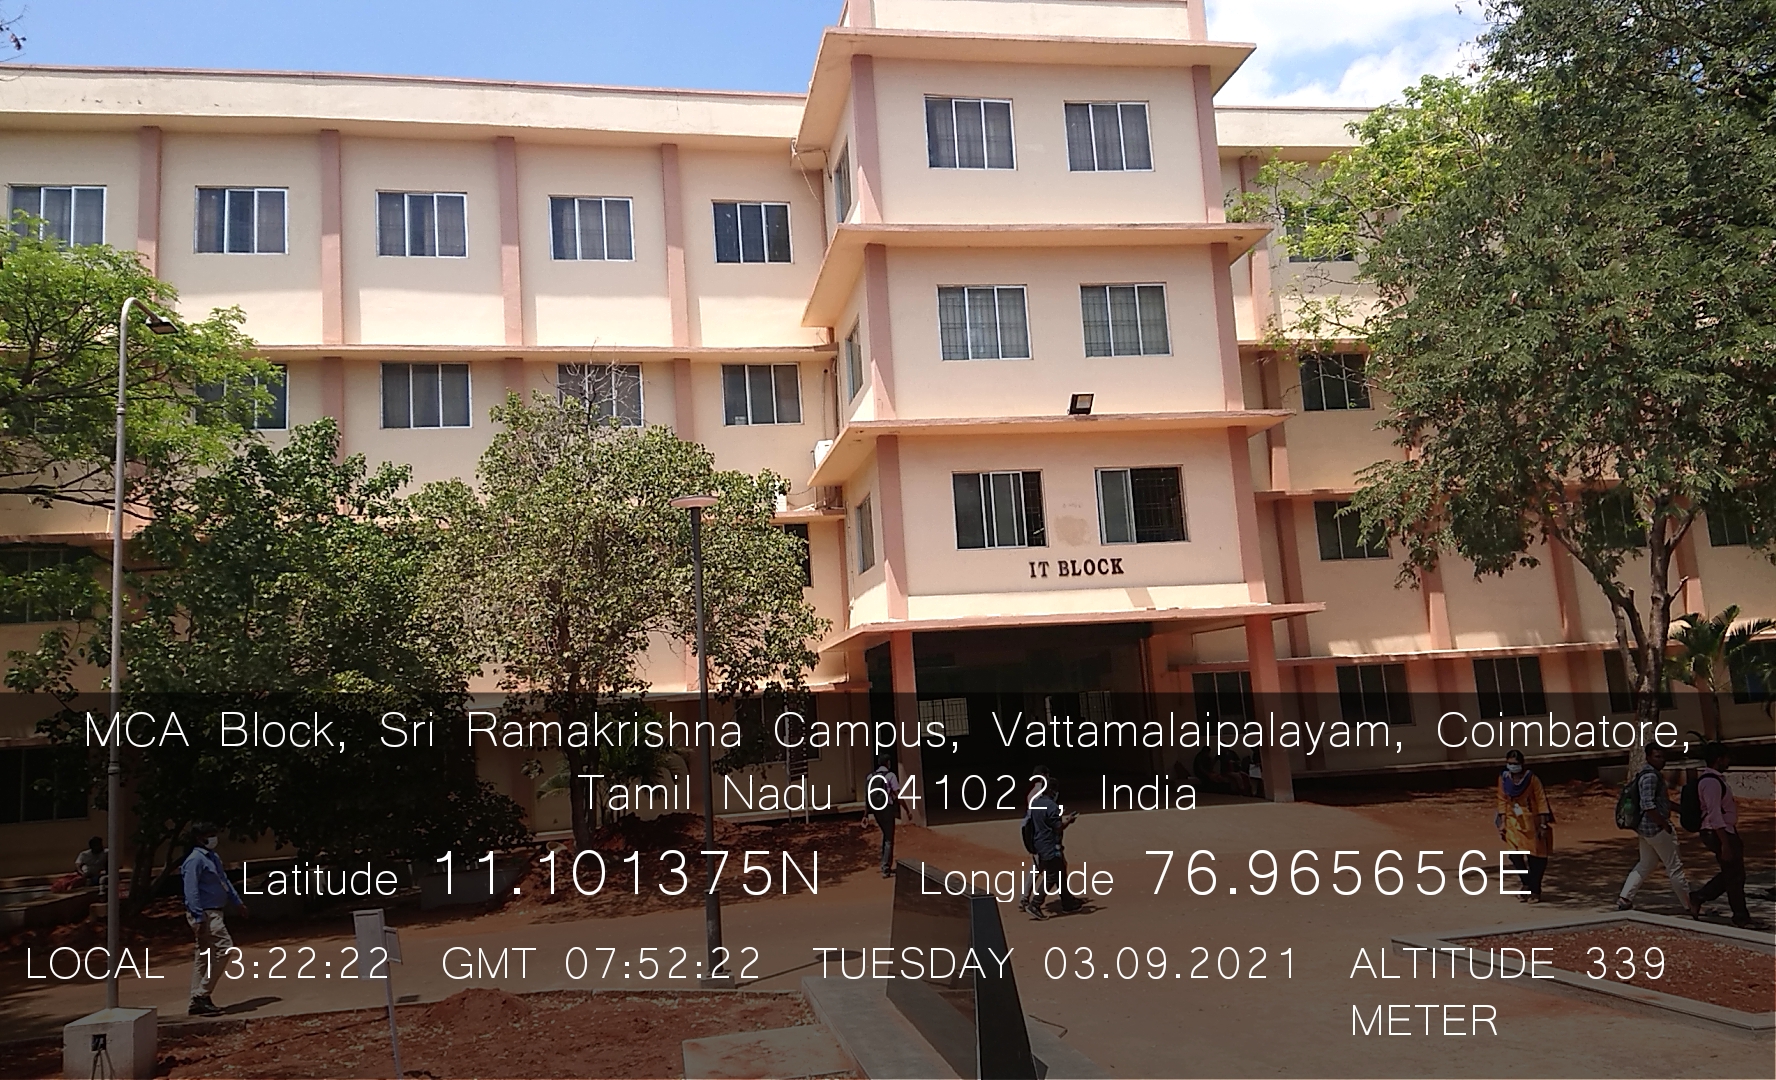 IT BLOCK
MCA Block, Sri Ramakrishna Campus, Vattamalaipalayam, Coimbatore,
Tamil Nadu 641022, India
Latitude 11.101375N Longitude 76.965656E
LOCAL 13:22:22 GMT 07:52:22 TUESDAY 03.09.2021 ALTITUDE 339
METER